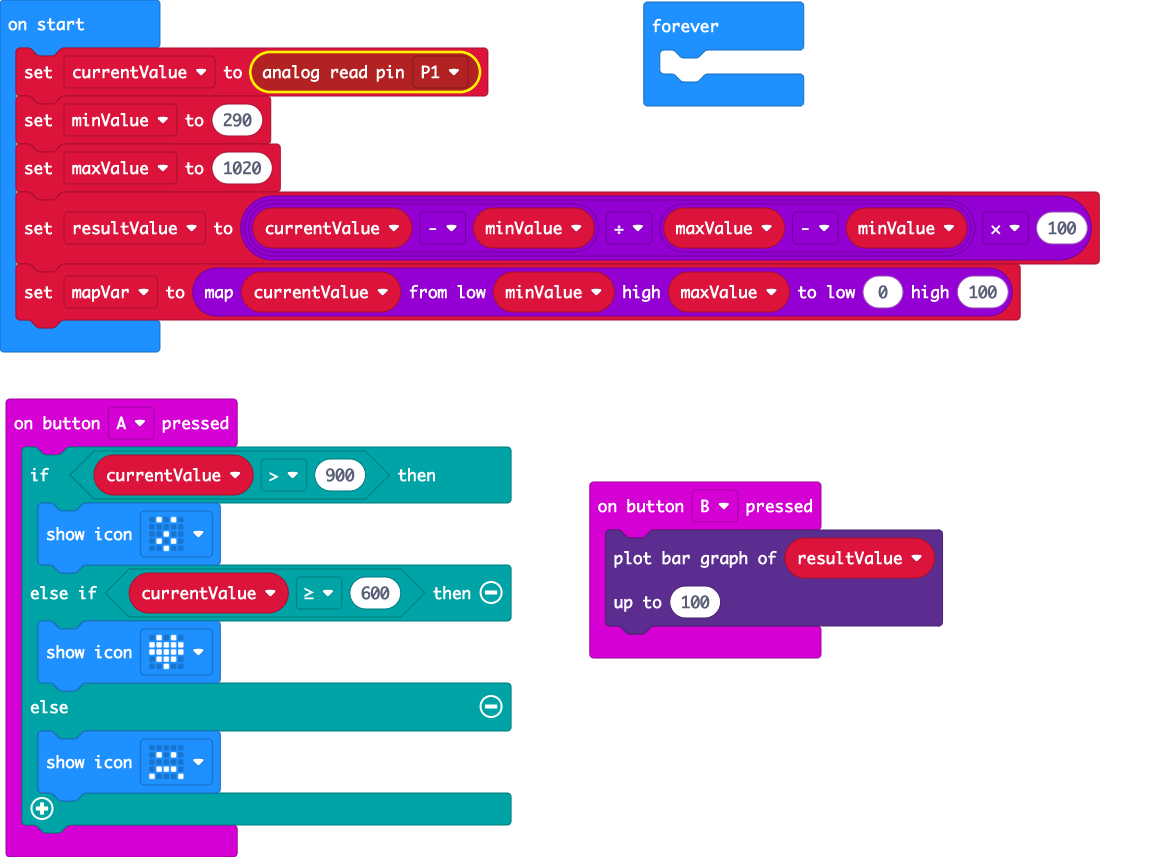 on start
set currentValue to analog read pin P1
set minValue to 290
set maxValue to 1020
set resultValue to currentValue - minValue ÷ maxValue - minValue × 100
set mapVar to map currentValue from low minValue high maxValue to low 0 high 100
forever
on button A pressed
if currentValue > 900 then
show icon
else if currentValue ≥ 600 then
show icon
else
show icon
on button B pressed
plot bar graph of resultValue
up to 100